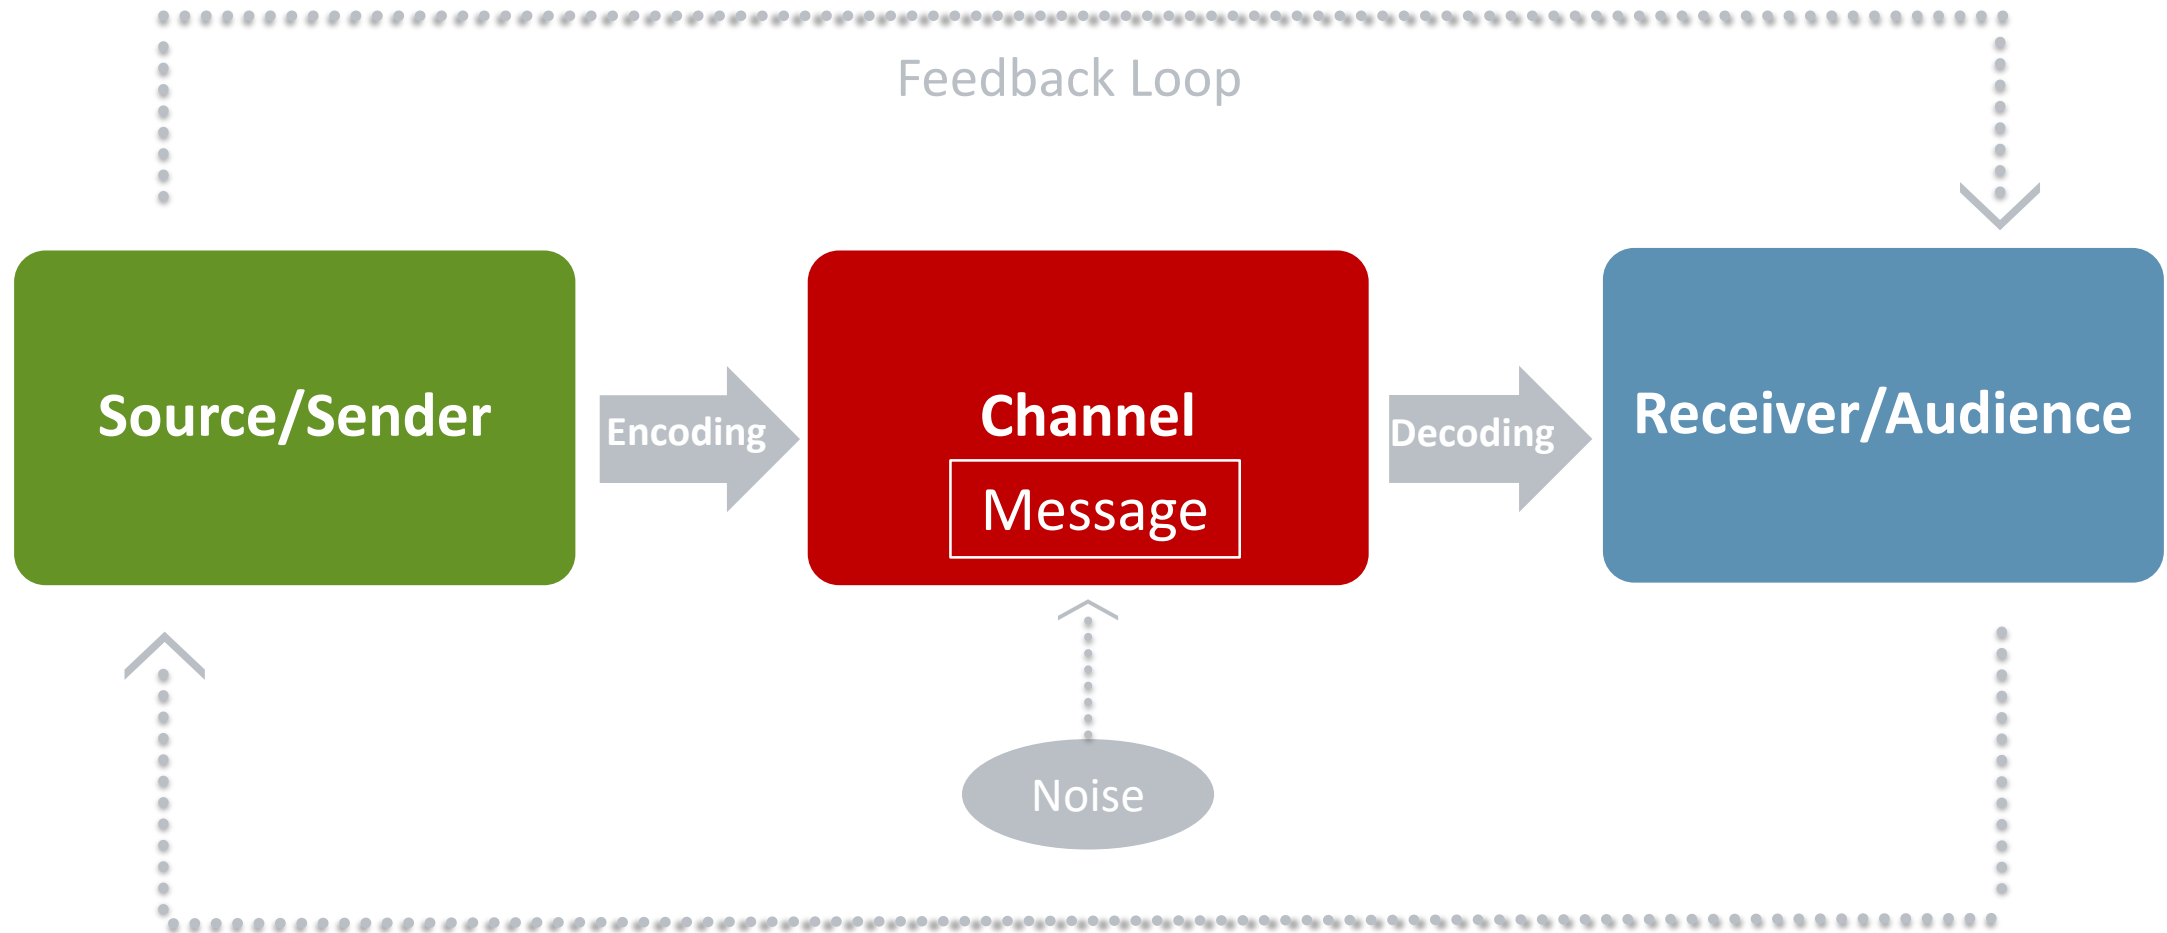 Feedback Loop
Source/Sender
Encoding
Channel
Message
Decoding
Receiver/Audience
Noise